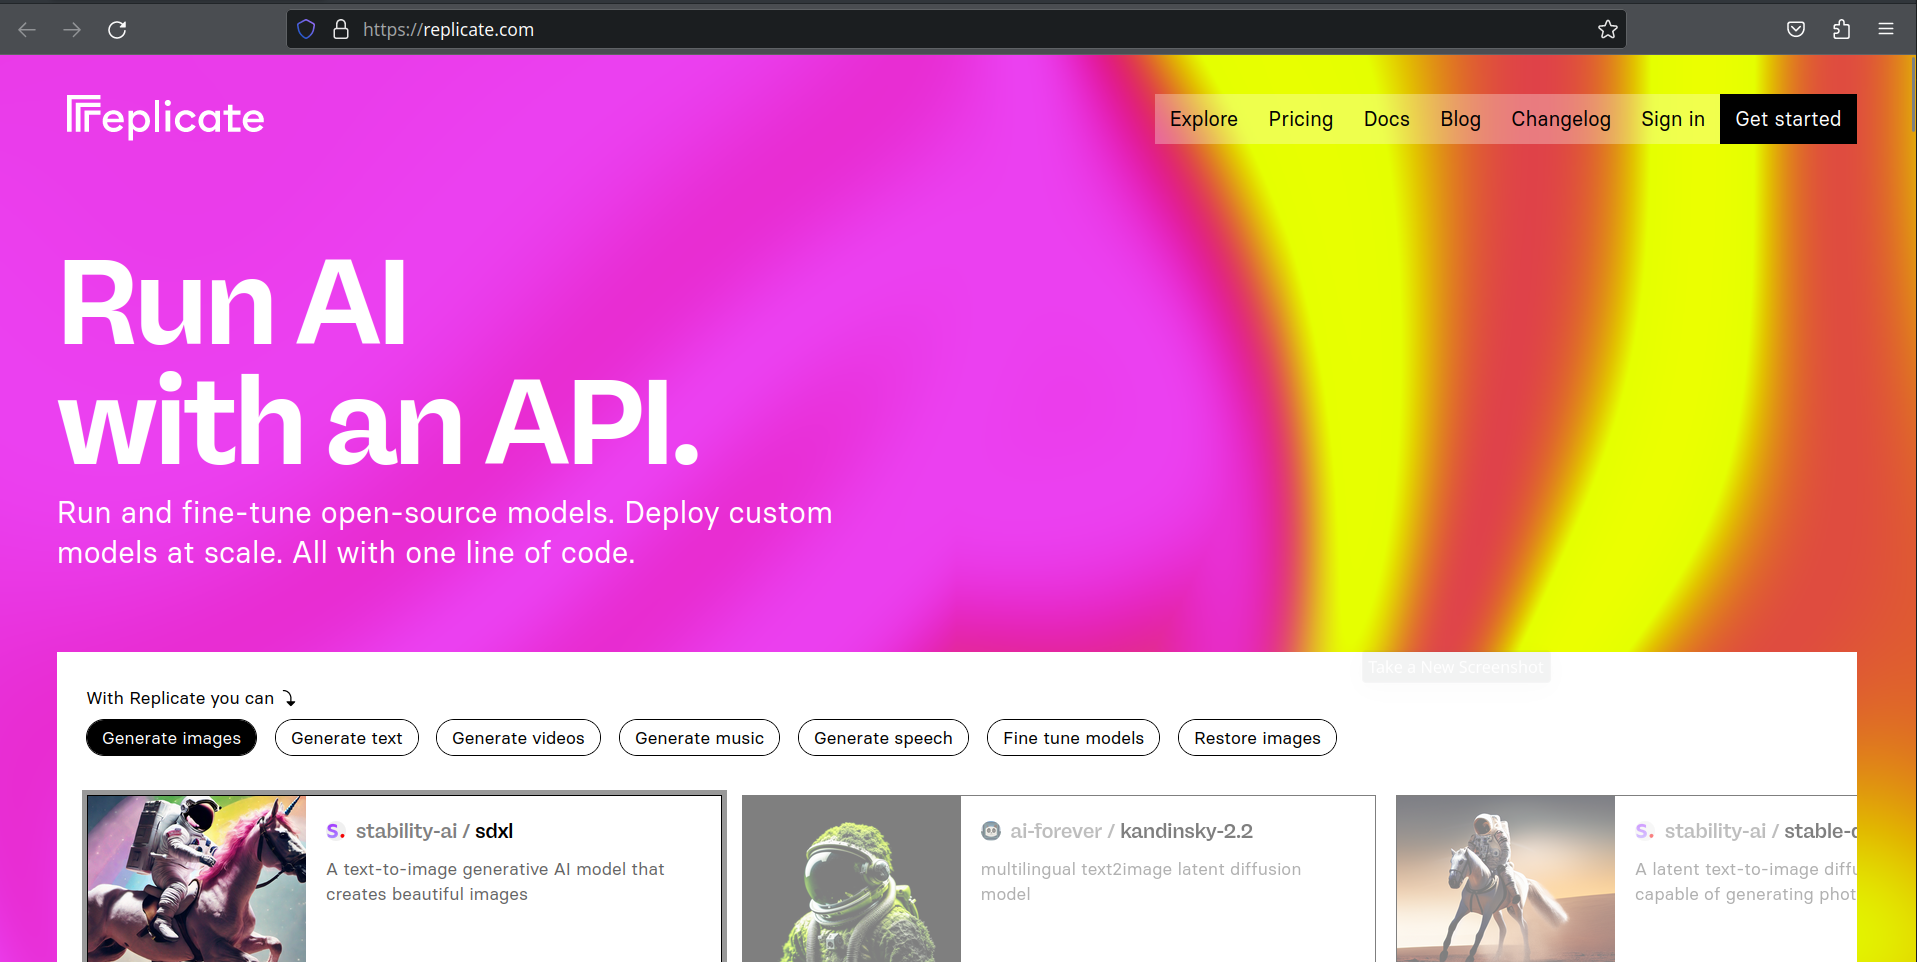 https://replicate.com
replicate
Explore Pricing Docs Blog Changelog Sign in Get started
Run AI
with an API.
Run and fine-tune open-source models. Deploy custom
models at scale. All with one line of code.
Take a New Screenshot
With Replicate you can
Generate images Generate text Generate videos Generate music Generate speech Fine tune models Restore images
S. stability-ai / sdxl
A text-to-image generative AI model that
creates beautiful images
ai-forever / kandinsky-2.2
multilingual text2image latent diffusion
model
S. stability-ai / stable-d
A latent text-to-image diffu
capable of generating phot